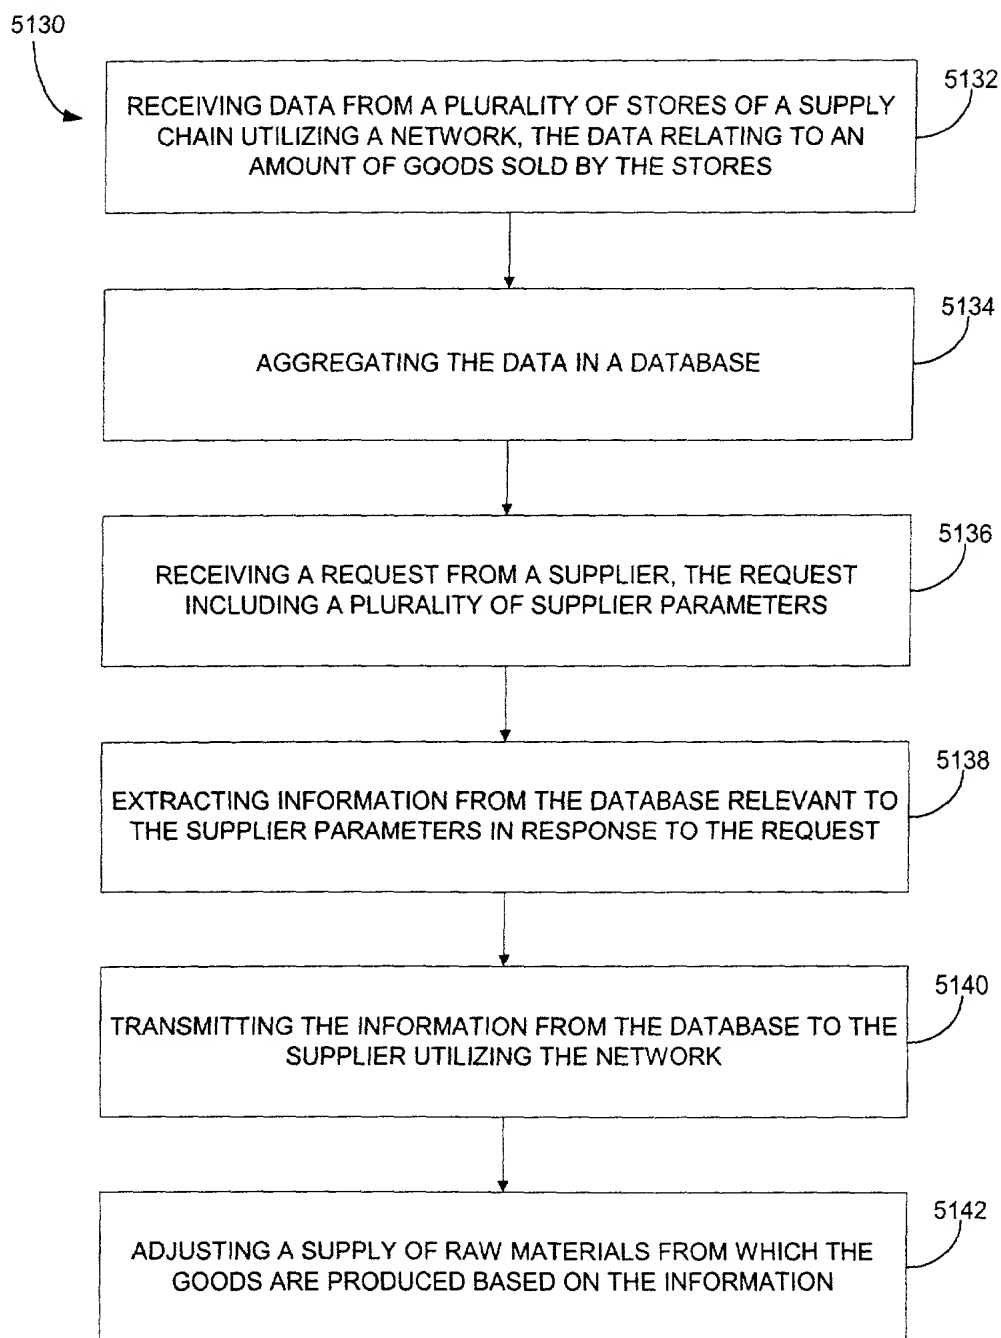 5130
5132
RECEIVING DATA FROM A PLURALITY OF STORES OF A SUPPLY
CHAIN UTILIZING A NETWORK, THE DATA RELATING TO AN
AMOUNT OF GOODS SOLD BY THE STORES
5134
AGGREGATING THE DATA IN A DATABASE
5136
RECEIVING A REQUEST FROM A SUPPLIER, THE REQUEST
INCLUDING A PLURALITY OF SUPPLIER PARAMETERS
5138
EXTRACTING INFORMATION FROM THE DATABASE RELEVANT TO
THE SUPPLIER PARAMETERS IN RESPONSE TO THE REQUEST
5140
TRANSMITTING THE INFORMATION FROM THE DATABASE TO THE
SUPPLIER UTILIZING THE NETWORK
5142
ADJUSTING A SUPPLY OF RAW MATERIALS FROM WHICH THE
GOODS ARE PRODUCED BASED ON THE INFORMATION